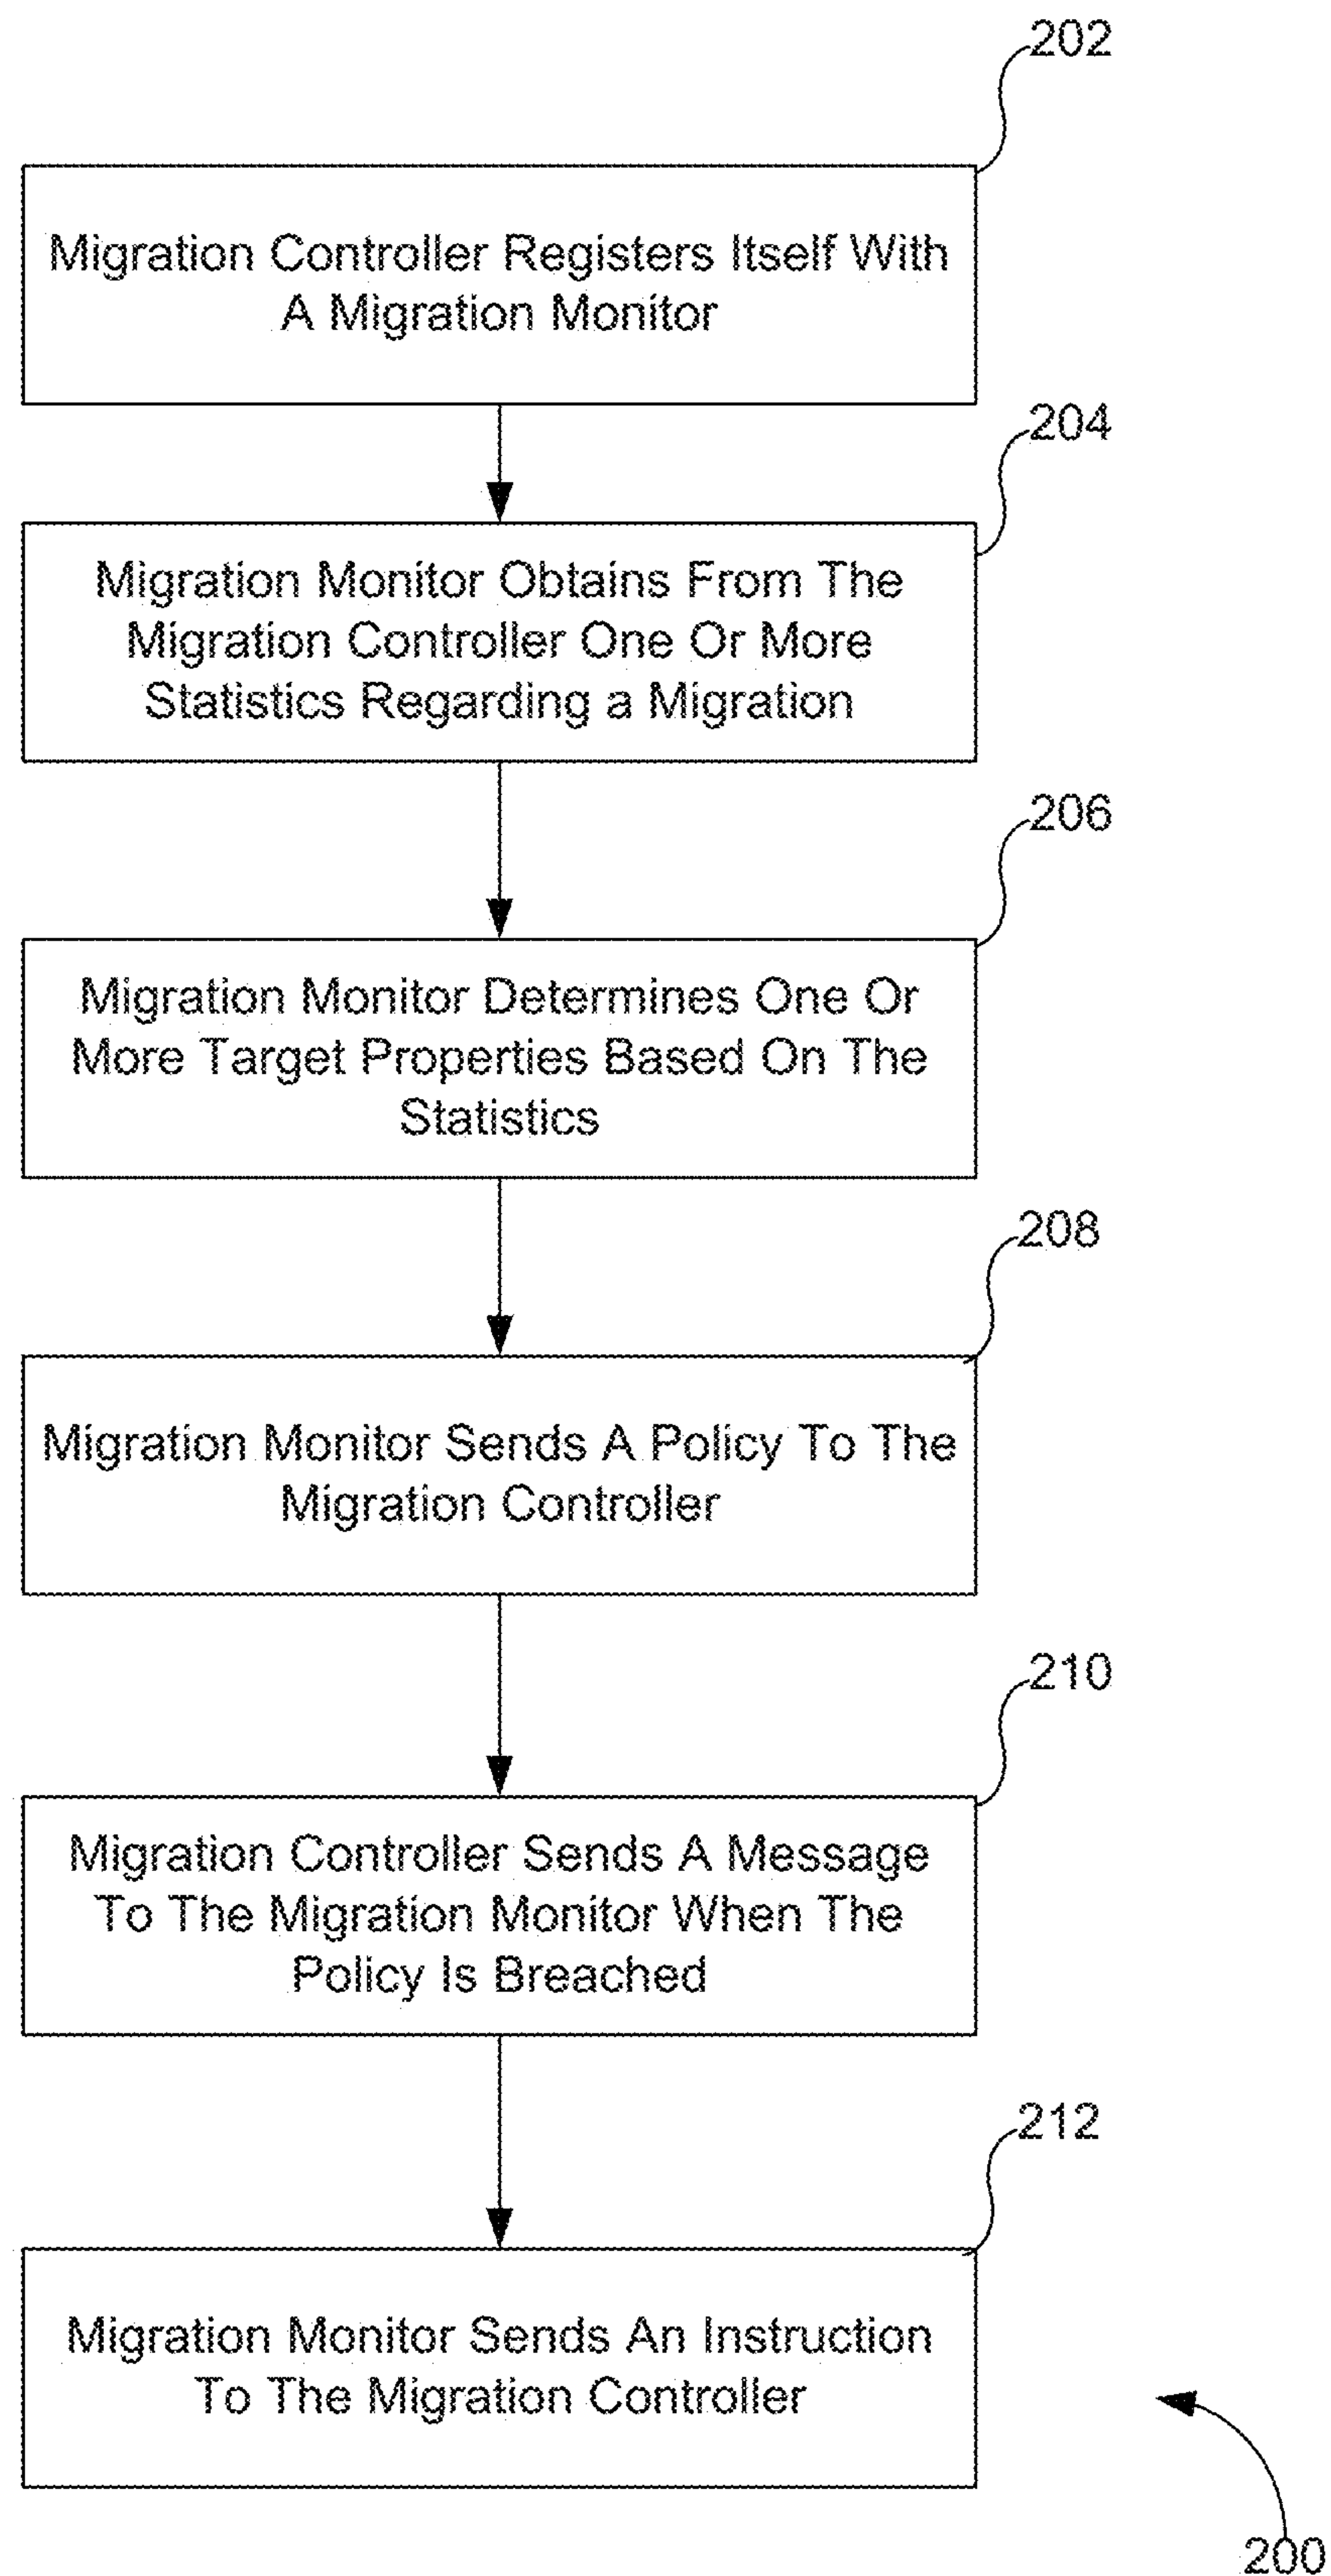 202
Migration Controller Registers Itself With
A Migration Monitor
204
Migration Monitor Obtains From The
Migration Controller One Or More
Statistics Regarding a Migration
206
Migration Monitor Determines One Or
More Target Properties Based On The
Statistics
208
Migration Monitor Sends A Policy To The
Migration Controller
210
Migration Controller Sends A Message
To The Migration Monitor When The
Policy Is Breached
212
Migration Monitor Sends An Instruction
To The Migration Controller
200